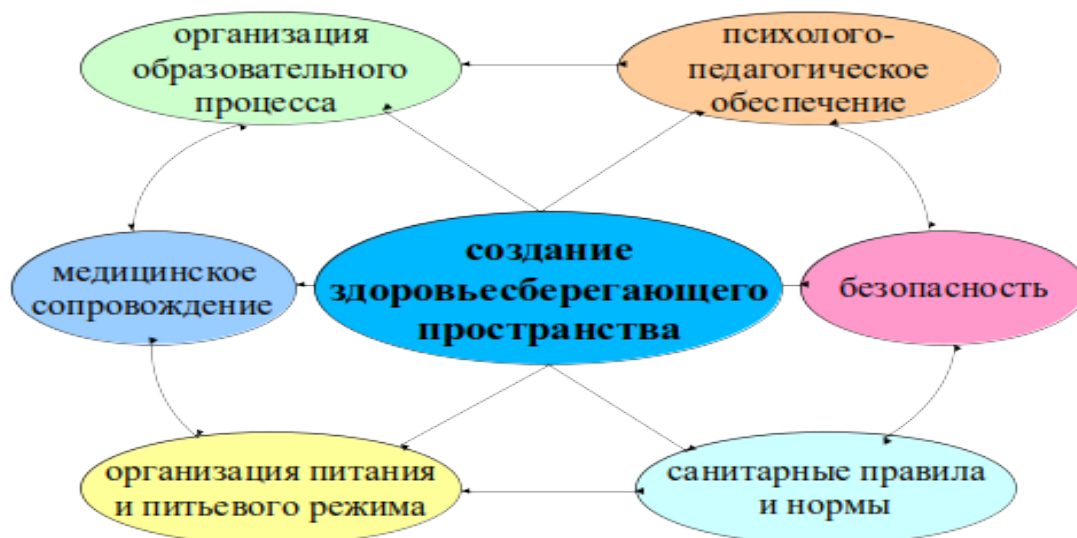 организация
образовательного
процесса
психолого-
педагогическое
обеспечение
медицинское
сопровождение
создание
здоровьесберегающего
пространства
безопасность
организация питания
и питьевого режима
санитарные правила
и нормы